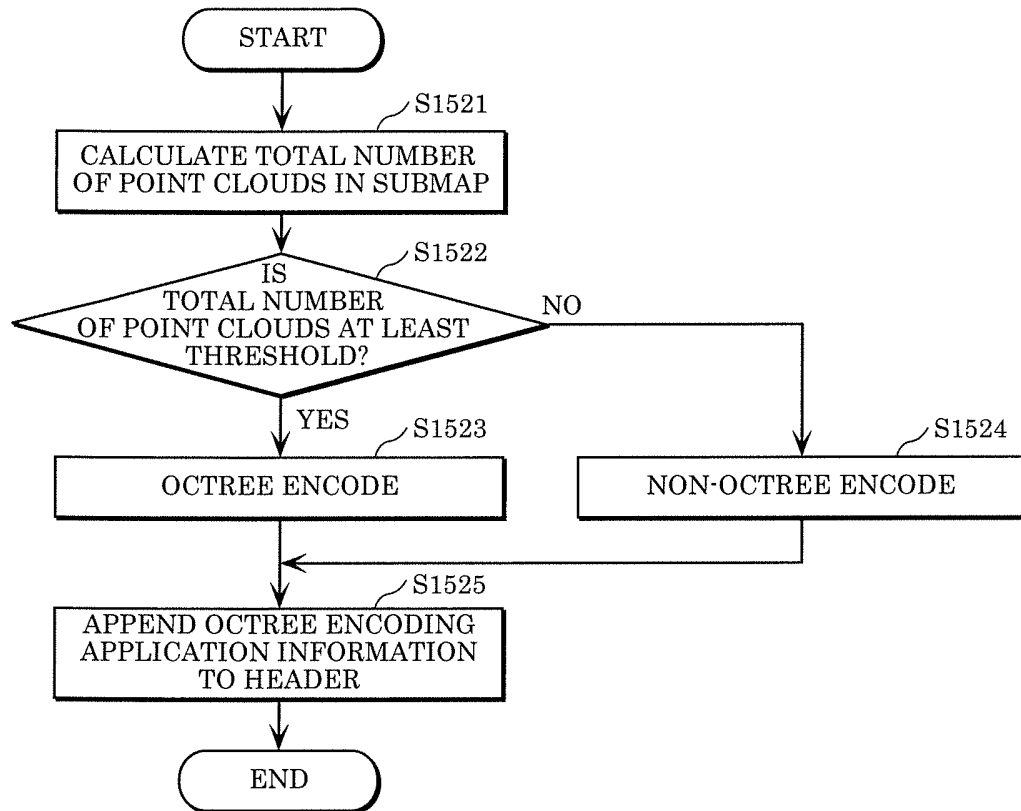 START
S1521
CALCULATE TOTAL NUMBER
OF POINT CLOUDS IN SUBMAP
S1522
IS
TOTAL NUMBER
OF POINT CLOUDS AT LEAST
THRESHOLD?
NO
YES
S1523
OCTREE ENCODE
S1524
NON-OCTREE ENCODE
S1525
APPEND OCTREE ENCODING
APPLICATION INFORMATION
TO HEADER
END